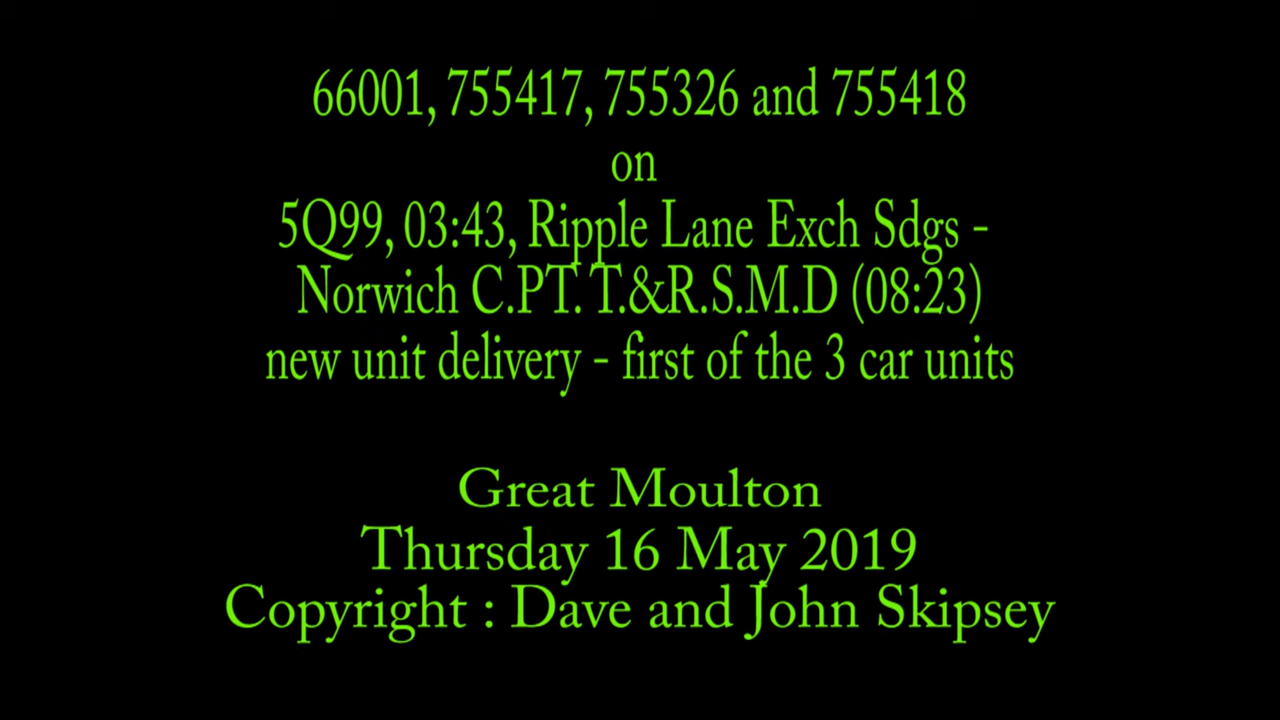 66001, 755417, 755326 and 755418
on
5Q99, 03:43, Ripple Lane Exch Sdgs -
Norwich C.PT. T.&R.S.M.D (08:23)
new unit delivery - first of the 3 car units
Great Moulton
Thursday 16 May 2019
Copyright : Dave and John Skipsey